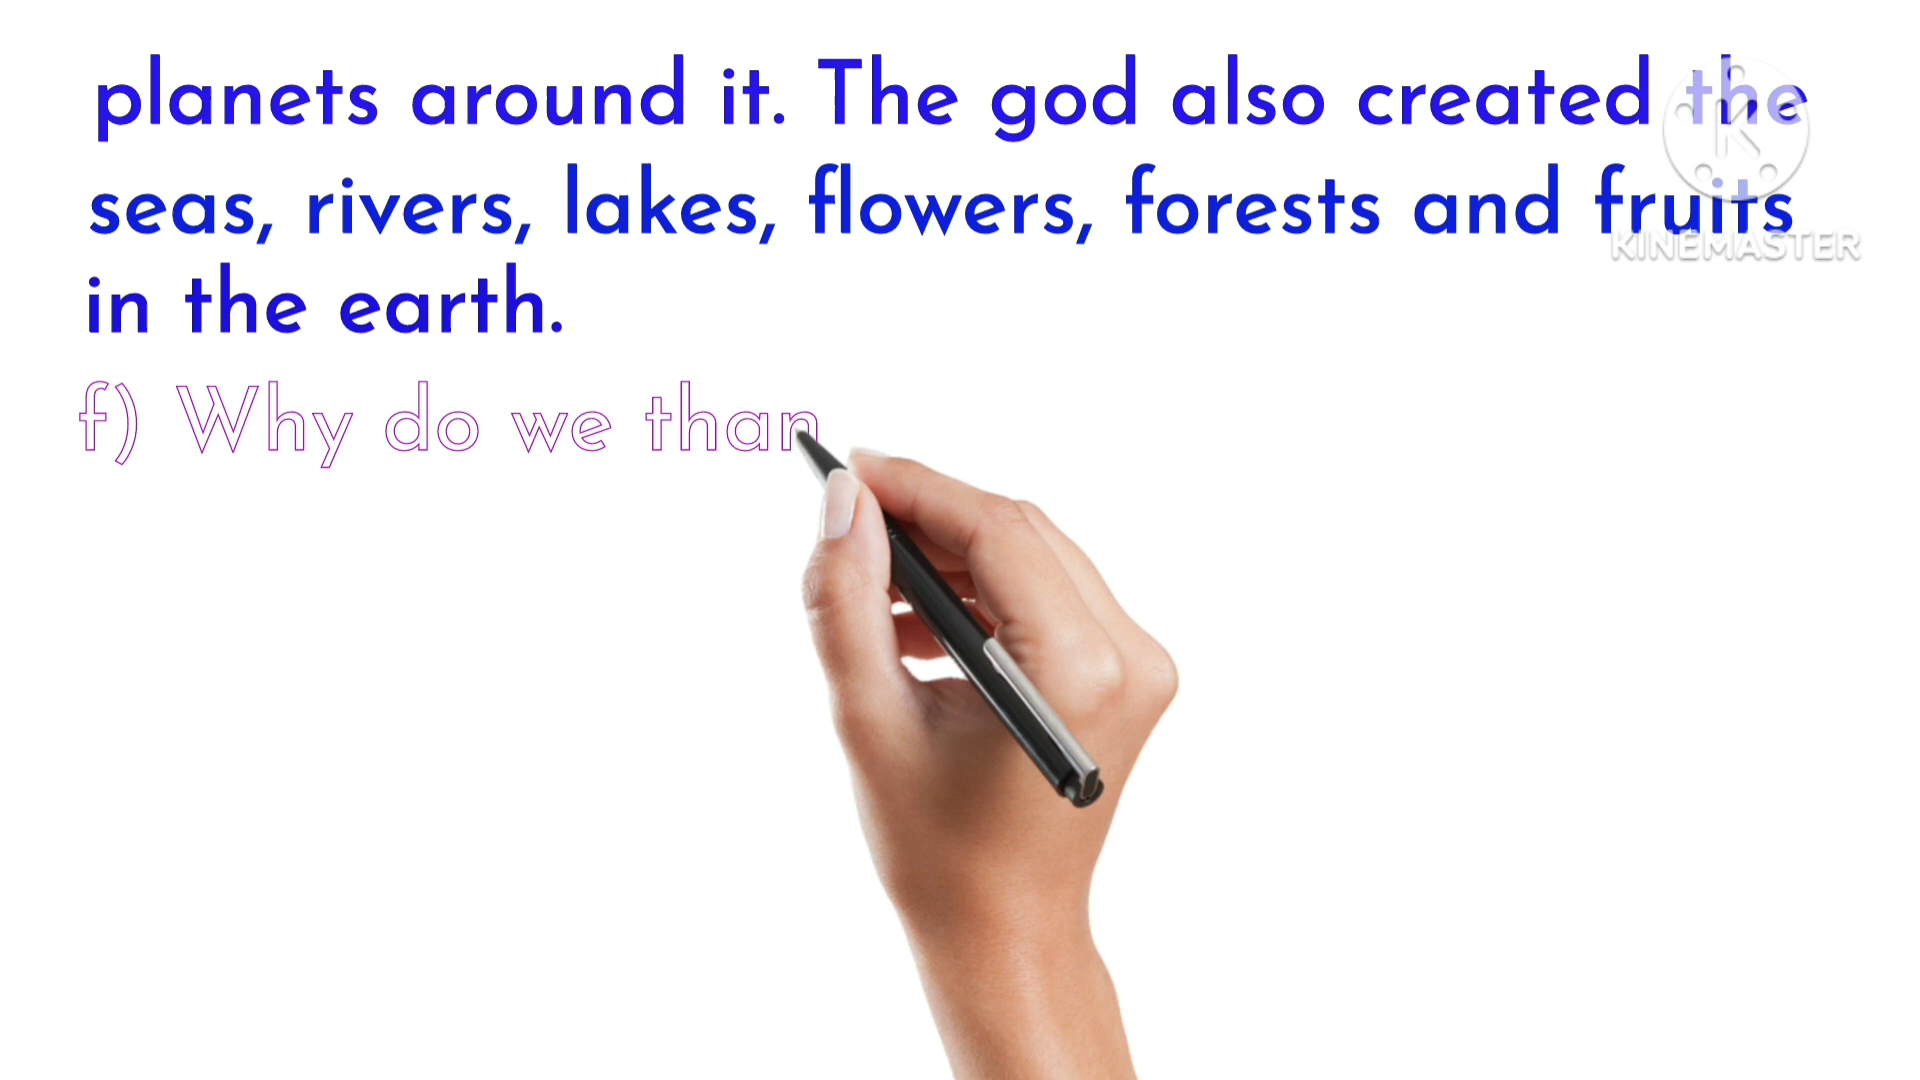 planets around it. The god also created the
seas, rivers, lakes, flowers, forests and fruits
in the earth.
f) Why do we than
KINEMASTER